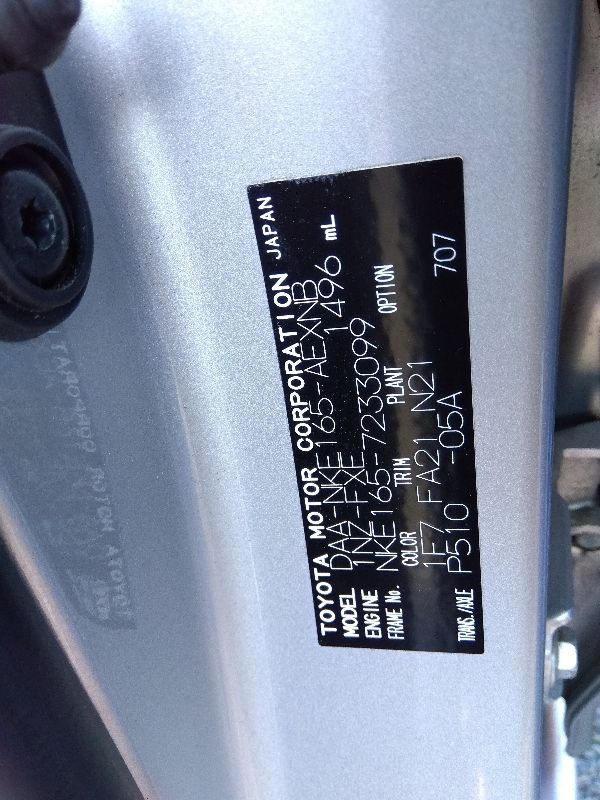 TOYOTA MOTOR CORPORATION JAPAN
MODEL DAA-NKE165-AEXNB
ENGINE 1NZ-FXE 1496 mL
FRAME No. NKE165-7233099
COLOR TRIM PLANT OPTION
1F7 FA21 N21
TRANS./AXLE P510 -05A 707